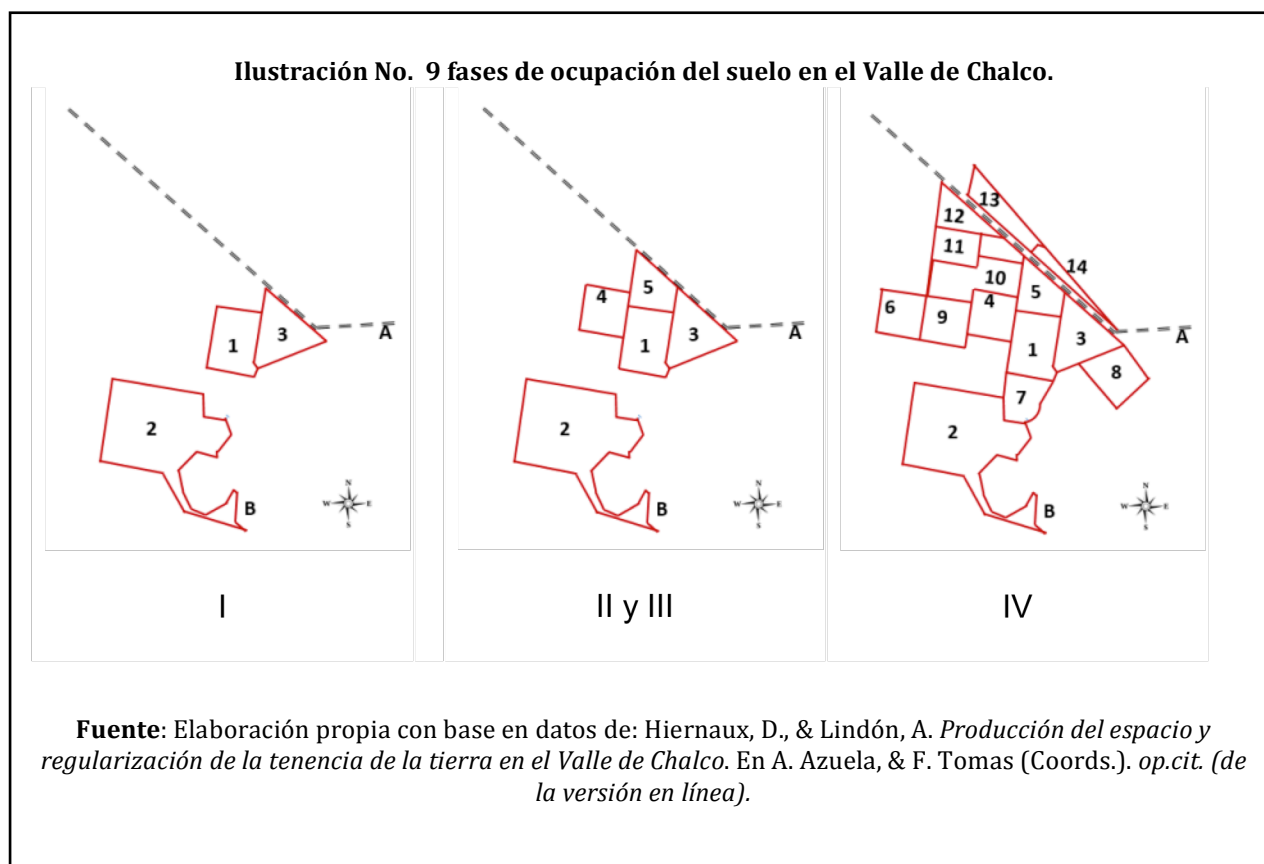 Ilustración No. 9 fases de ocupación del suelo en el Valle de Chalco.
1
3
A
2
B
N
W E
S
I
4
5
1
3
A
2
B
N
W E
S
II y III
13
12
11
14
10
6
9
4
5
1
3
A
8
7
2
B
N
W E
S
IV
Fuente: Elaboración propia con base en datos de: Hiernaux, D., & Lindón, A. Producción del espacio y
regularización de la tenencia de la tierra en el Valle de Chalco. En A. Azuela, & F. Tomas (Coords.). op.cit. (de
la versión en línea).